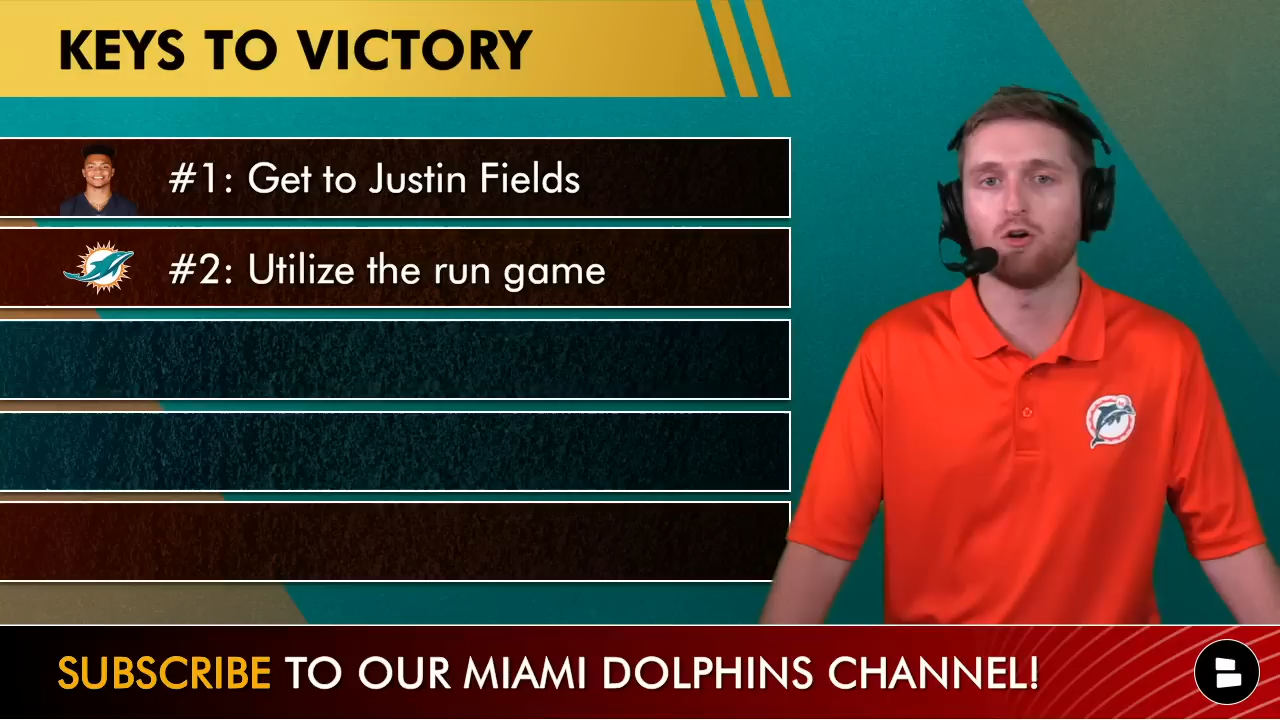 KEYS TO VICTORY
#1: Get to Justin Fields
#2: Utilize the run game
SUBSCRIBE TO OUR MIAMI DOLPHINS CHANNEL!